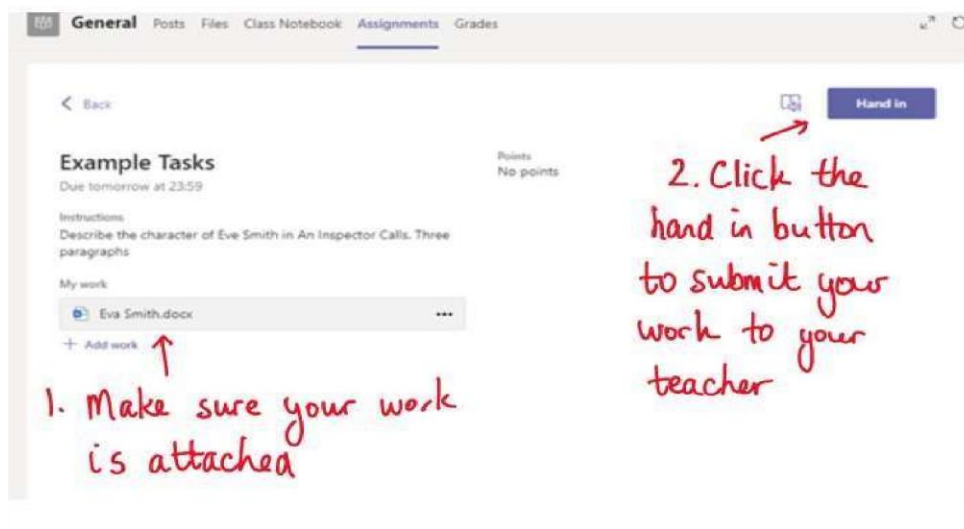 General Posts Files Class Notebook Assignments Grades
Back
Hand in
Example Tasks
Due tomorrow at 23:59
Points
No points
Instructions
Describe the character of Eve Smith in An Inspector Calls. Three
paragraphs
My work
Eva Smith.docx
+ Add work
1. Make sure your work
is attached
2. Click the
hand in button
to submit your
work to your
teacher